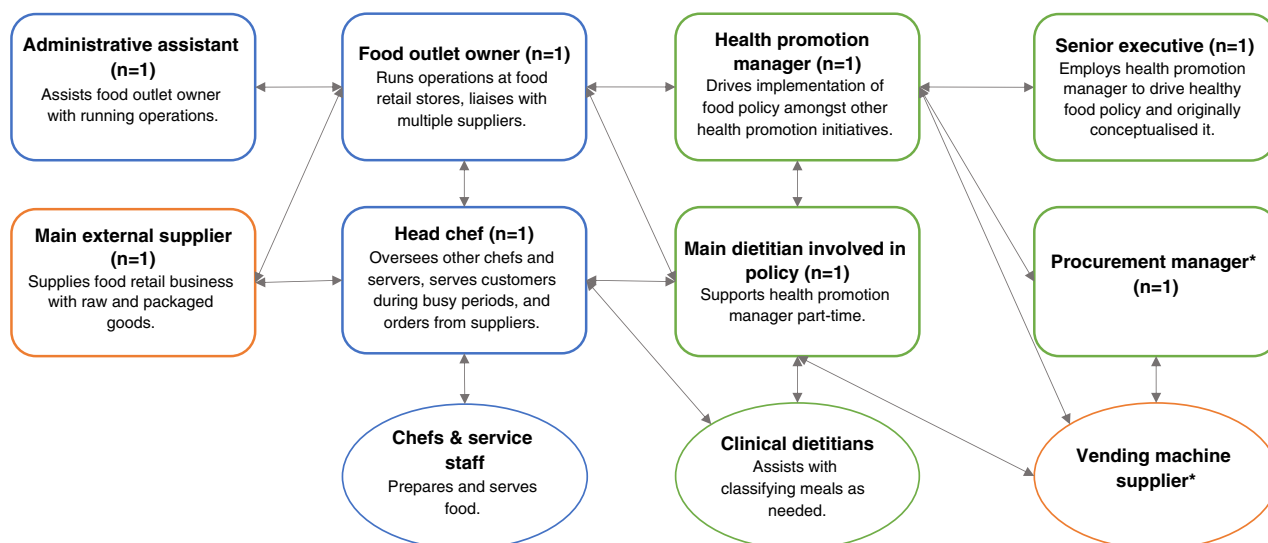 Administrative assistant
(n=1)
Assists food outlet owner
with running operations.
Food outlet owner (n=1)
Runs operations at food
retail stores, liaises with
multiple suppliers.
Health promotion
manager (n=1)
Drives implementation of
food policy amongst other
health promotion initiatives.
Senior executive (n=1)
Employs health promotion
manager to drive healthy
food policy and originally
conceptualised it.
Main external supplier
(n=1)
Supplies food retail business
with raw and packaged
goods.
Head chef (n=1)
Oversees other chefs and
servers, serves customers
during busy periods, and
orders from suppliers.
Main dietitian involved in
policy (n=1)
Supports health promotion
manager part-time.
Procurement manager*
(n=1)
Chefs & service
staff
Prepares and serves
food.
Clinical dietitians
Assists with
classifying meals as
needed.
Vending machine
supplier*